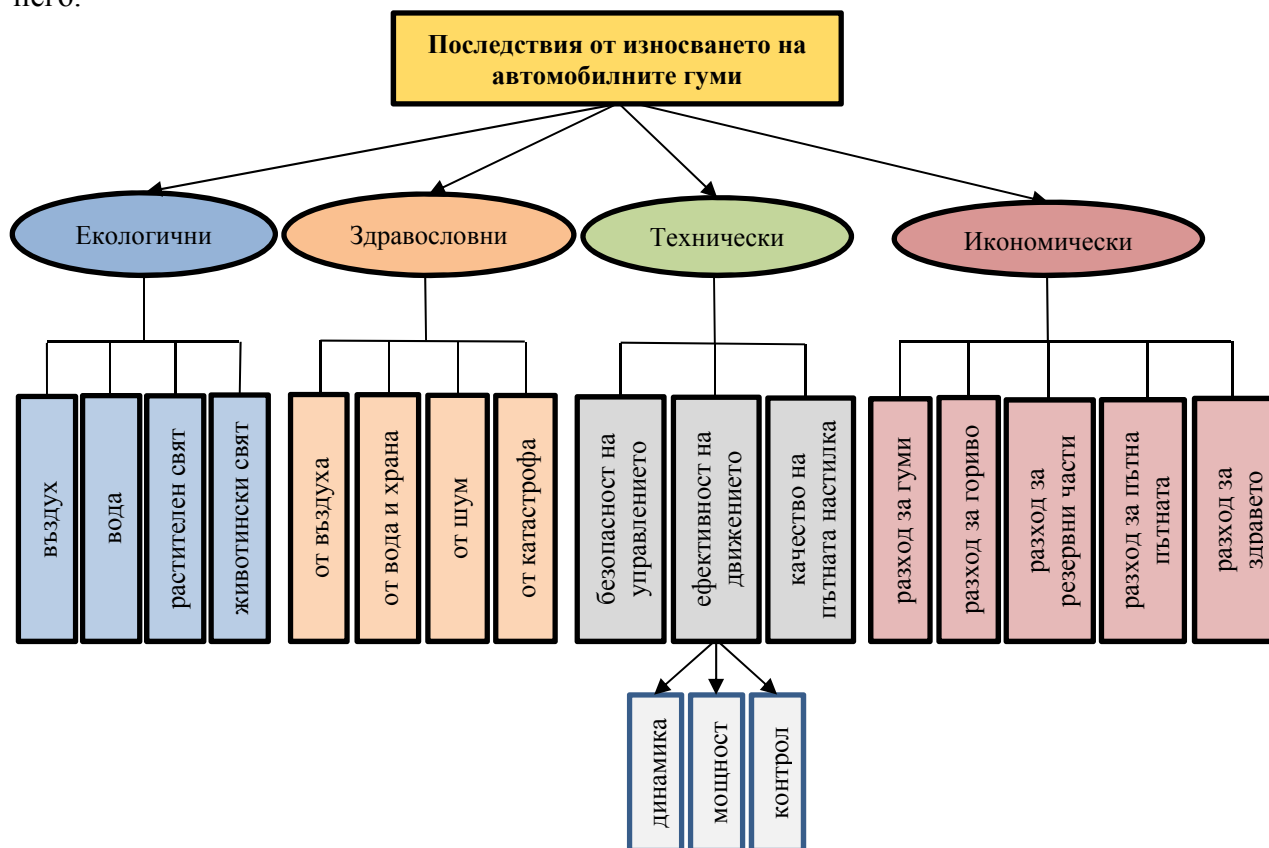 него.
Последствия от износването на
автомобилните гуми
Екологични
Здравословни
Технически
Икономически
въздух
вода
растителен свят
животински свят
от въздуха
от вода и храна
от шум
от катастрофа
безопасност на
управлението
ефективност на
движението
качество на
пътната настилка
разход за гуми
разход за гориво
разход за
резервни части
разход за пътна
пътната
разход за
здравето
динамика
мощност
контрол